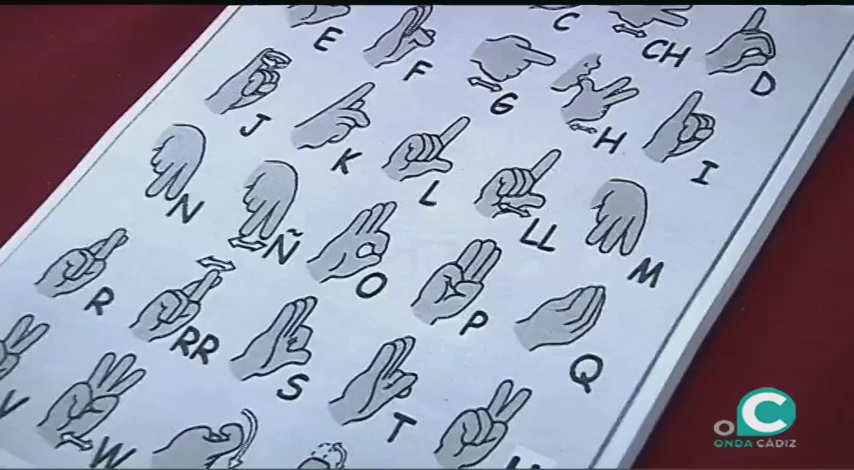 C CH D
E F G H I
J K L LL M
N Ñ O P Q
R RR S T U
V W
O C
ONDA CÁDIZ